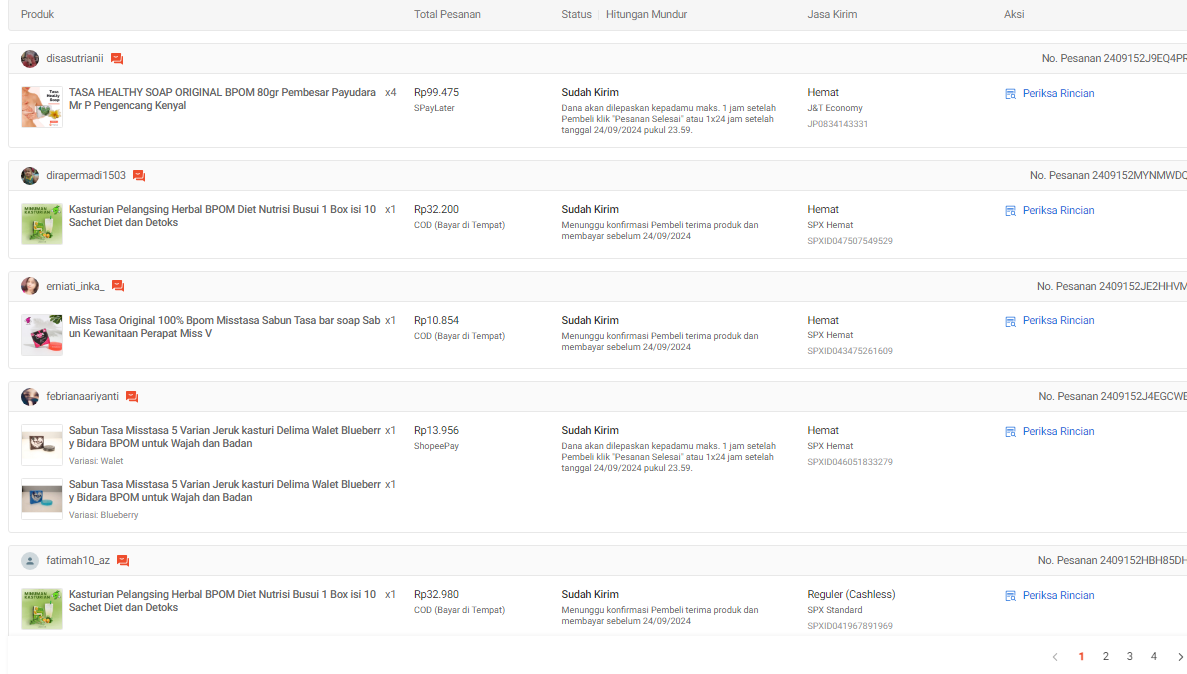 Produk Total Pesanan Status Hitungan Mundur Jasa Kirim Aksi
disasutrianii No. Pesanan 2409152J9EQ4PR
TASA HEALTHY SOAP ORIGINAL BPOM 80gr Pembesar Payudara x4 Rp99.475 Sudah Kirim Hemat Periksa Rincian
Mr P Pengencang Kenyal SPayLater Dana akan dilepaskan kepadamu maks. 1 jam setelah J&T Economy
Pembeli klik "Pesanan Selesai" atau 1x24 jam setelah JP0834143331
tanggal 24/09/2024 pukul 23.59.
dirapermadi1503 No. Pesanan 2409152MYNMWDQ
Kasturian Pelangsing Herbal BPOM Diet Nutrisi Busui 1 Box isi 10 x1 Rp32.200 Sudah Kirim Hemat Periksa Rincian
Sachet Diet dan Detoks COD (Bayar di Tempat) Menunggu konfirmasi Pembeli terima produk dan SPX Hemat
membayar sebelum 24/09/2024 SPXID047507549529
erniati_inka_ No. Pesanan 2409152JE2HHVM
Miss Tasa Original 100% Bpom Misstasa Sabun Tasa bar soap Sab x1 Rp10.854 Sudah Kirim Hemat Periksa Rincian
un Kewanitaan Perapat Miss V COD (Bayar di Tempat) Menunggu konfirmasi Pembeli terima produk dan SPX Hemat
membayar sebelum 24/09/2024 SPXID043475261609
febrianaariyanti No. Pesanan 2409152J4EGCWE
Sabun Tasa Misstasa 5 Varian Jeruk kasturi Delima Walet Blueberr x1 Rp13.956 Sudah Kirim Hemat Periksa Rincian
y Bidara BPOM untuk Wajah dan Badan ShopeePay Dana akan dilepaskan kepadamu maks. 1 jam setelah SPX Hemat
Variasi: Walet Pembeli klik "Pesanan Selesai" atau 1x24 jam setelah SPXID046051833279
tanggal 24/09/2024 pukul 23.59.
Sabun Tasa Misstasa 5 Varian Jeruk kasturi Delima Walet Blueberr x1
y Bidara BPOM untuk Wajah dan Badan
Variasi: Blueberry
fatimah10_az No. Pesanan 2409152HBH85DH
Kasturian Pelangsing Herbal BPOM Diet Nutrisi Busui 1 Box isi 10 x1 Rp32.980 Sudah Kirim Reguler (Cashless) Periksa Rincian
Sachet Diet dan Detoks COD (Bayar di Tempat) Menunggu konfirmasi Pembeli terima produk dan SPX Standard
membayar sebelum 24/09/2024 SPXID041967891969
1 2 3 4